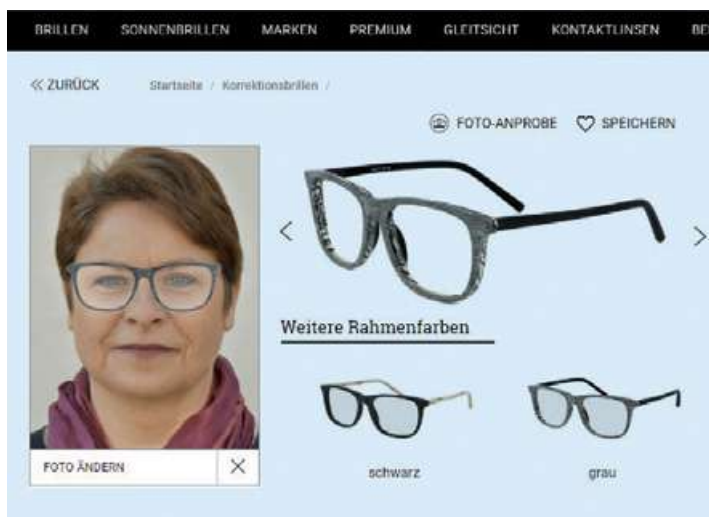 BRILLEN SONNENBRILLEN MARKEN PREMIUM GLEITSICHT KONTAKTLINSEN
ZURÜCK Startseite / Korrektionsbrillen /
FOTO-ANPROBE SPEICHERN
Weitere Rahmenfarben
FOTO ÄNDERN
schwarz grau